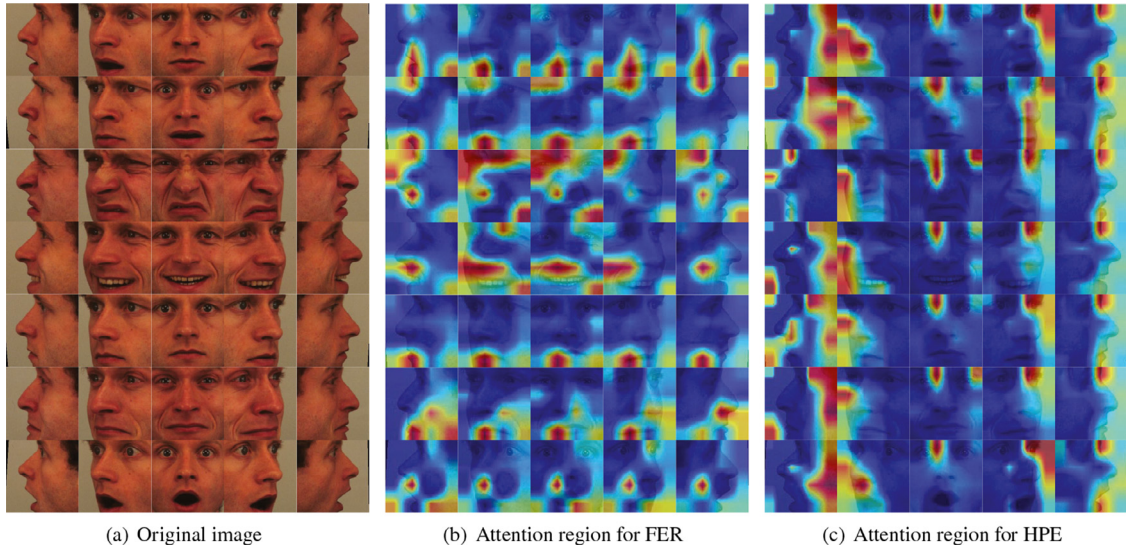 (a) Original image
(b) Attention region for FER
(c) Attention region for HPE